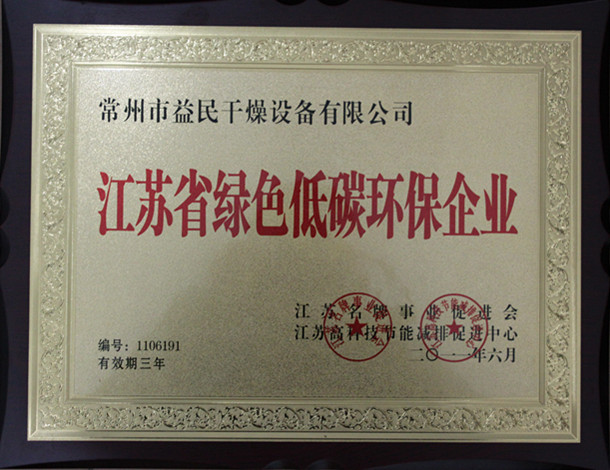 常州市益民干燥设备有限公司
江苏省绿色低碳环保企业
江苏名牌事业促进会
江苏高科技节能减排促进中心
二〇一一年六月
编号：1106191
有效期三年